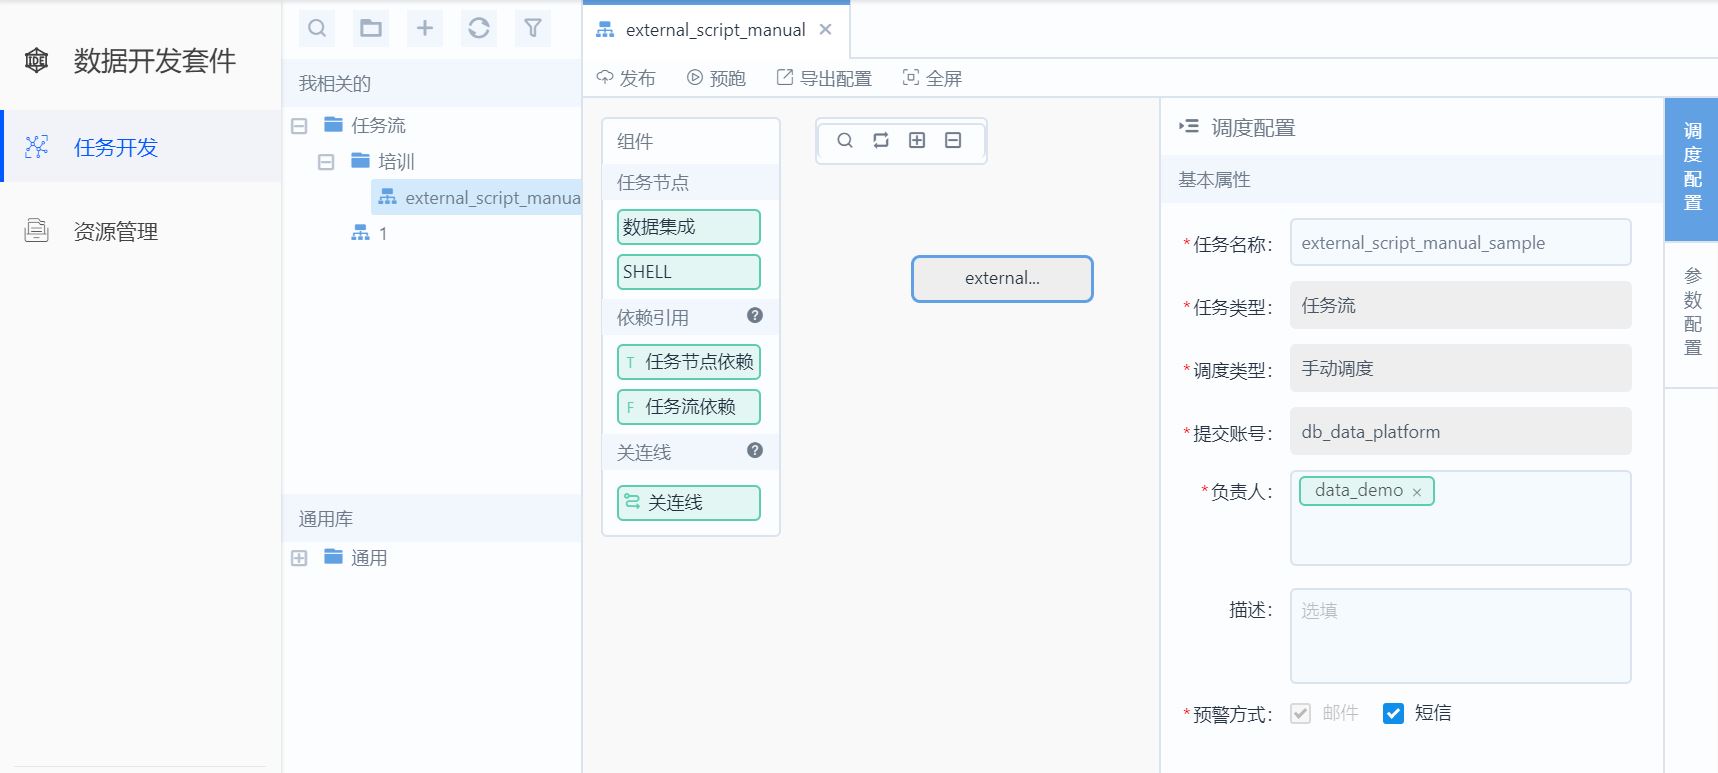 IDE 数据开发套件
任务开发
资源管理
我相关的
任务流
培训
external_script_manua
1
通用库
通用
external_script_manual
发布 预跑 导出配置 全屏
组件
任务节点
数据集成
SHELL
依赖引用
T 任务节点依赖
F 任务流依赖
关连线
关连线
external...
调度配置
基本属性
*任务名称： external_script_manual_sample
*任务类型： 任务流
*调度类型： 手动调度
*提交账号： db_data_platform
*负责人： data_demo ×
描述： 选填
*预警方式： 邮件 短信
调度配置
参数配置